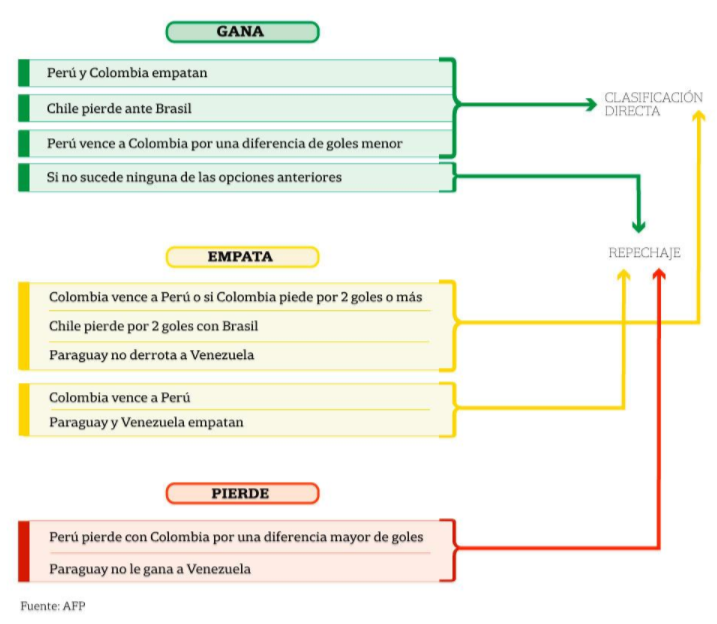 GANA
Perú y Colombia empatan
Chile pierde ante Brasil
Perú vence a Colombia por una diferencia de goles menor
Si no sucede ninguna de las opciones anteriores
CLASIFICACIÓN
DIRECTA
REPECHAJE
EMPATA
Colombia vence a Perú o si Colombia piede por 2 goles o más
Chile pierde por 2 goles con Brasil
Paraguay no derrota a Venezuela
Colombia vence a Perú
Paraguay y Venezuela empatan
PIERDE
Perú pierde con Colombia por una diferencia mayor de goles
Paraguay no le gana a Venezuela
Fuente: AFP